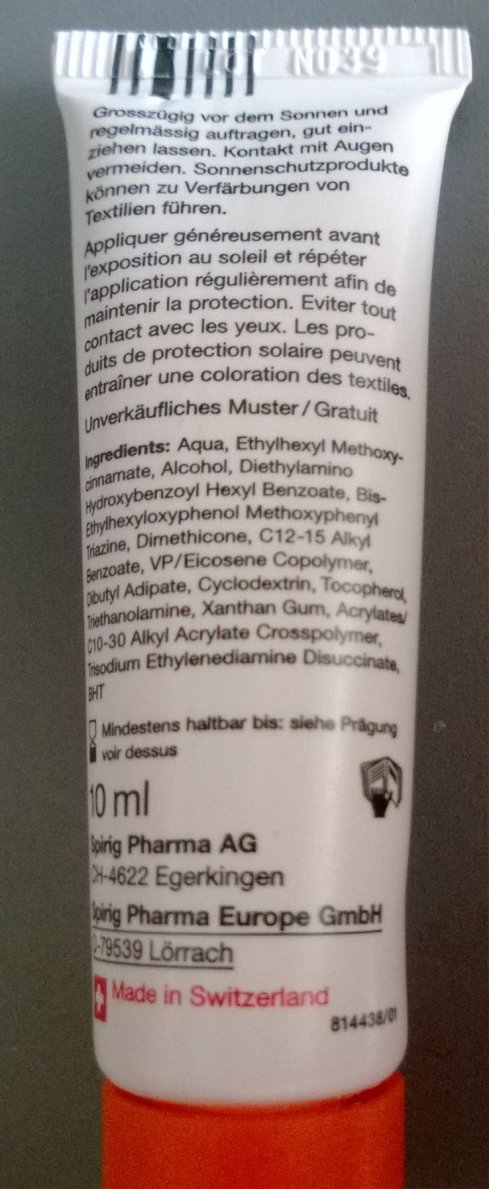 LOT N039
Grosszügig vor dem Sonnen und
regelmässig auftragen, gut ein-
ziehen lassen. Kontakt mit Augen
vermeiden. Sonnenschutzprodukte
können zu Verfärbungen von
Textilien führen.
Appliquer généreusement avant
l'exposition au soleil et répéter
l'application régulièrement afin de
maintenir la protection. Eviter tout
contact avec les yeux. Les pro-
duits de protection solaire peuvent
entraîner une coloration des textiles.
Unverkäufliches Muster / Gratuit
Ingredients: Aqua, Ethylhexyl Methoxy-
cinnamate, Alcohol, Diethylamino
Hydroxybenzoyl Hexyl Benzoate, Bis-
Ethylhexyloxyphenol Methoxyphenyl
Triazine, Dimethicone, C12-15 Alkyl
Benzoate, VP/Eicosene Copolymer,
Dibutyl Adipate, Cyclodextrin, Tocopherol,
Triethanolamine, Xanthan Gum, Acrylates/
C10-30 Alkyl Acrylate Crosspolymer,
Trisodium Ethylenediamine Disuccinate,
BHT
Mindestens haltbar bis: siehe Prägung
voir dessus
10 ml
Spirig Pharma AG
CH-4622 Egerkingen
Spirig Pharma Europe GmbH
D-79539 Lörrach
Made in Switzerland
814438/01